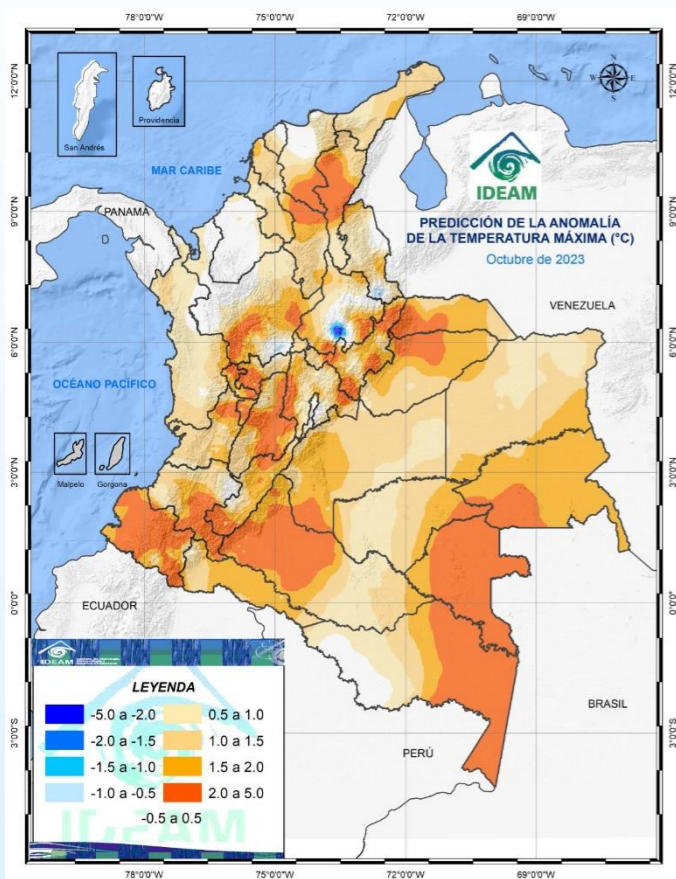 78°0'0"W 75°0'0"W 72°0'0"W 69°0'0"W
12°0'0"N
9°0'0"N
6°0'0"N
3°0'0"N
0°0'0"
3°0'0"S
San Andrés
Providencia
N
W E
S
MAR CARIBE
IDEAM
PANAMA
D
PREDICCIÓN DE LA ANOMALÍA
DE LA TEMPERATURA MÁXIMA (°C)
Octubre de 2023
VENEZUELA
OCÉANO PACÍFICO
Malpelo
Gorgona
ECUADOR
BRASIL
PERÚ
IDEAM
LEYENDA
-5.0 a -2.0
-2.0 a -1.5
-1.5 a -1.0
-1.0 a -0.5
0.5 a 1.0
1.0 a 1.5
1.5 a 2.0
2.0 a 5.0
-0.5 a 0.5
IDEAM
12°0'0"N
9°0'0"N
6°0'0"N
3°0'0"N
0°0'0"
3°0'0"S
78°0'0"W 75°0'0"W 72°0'0"W 69°0'0"W